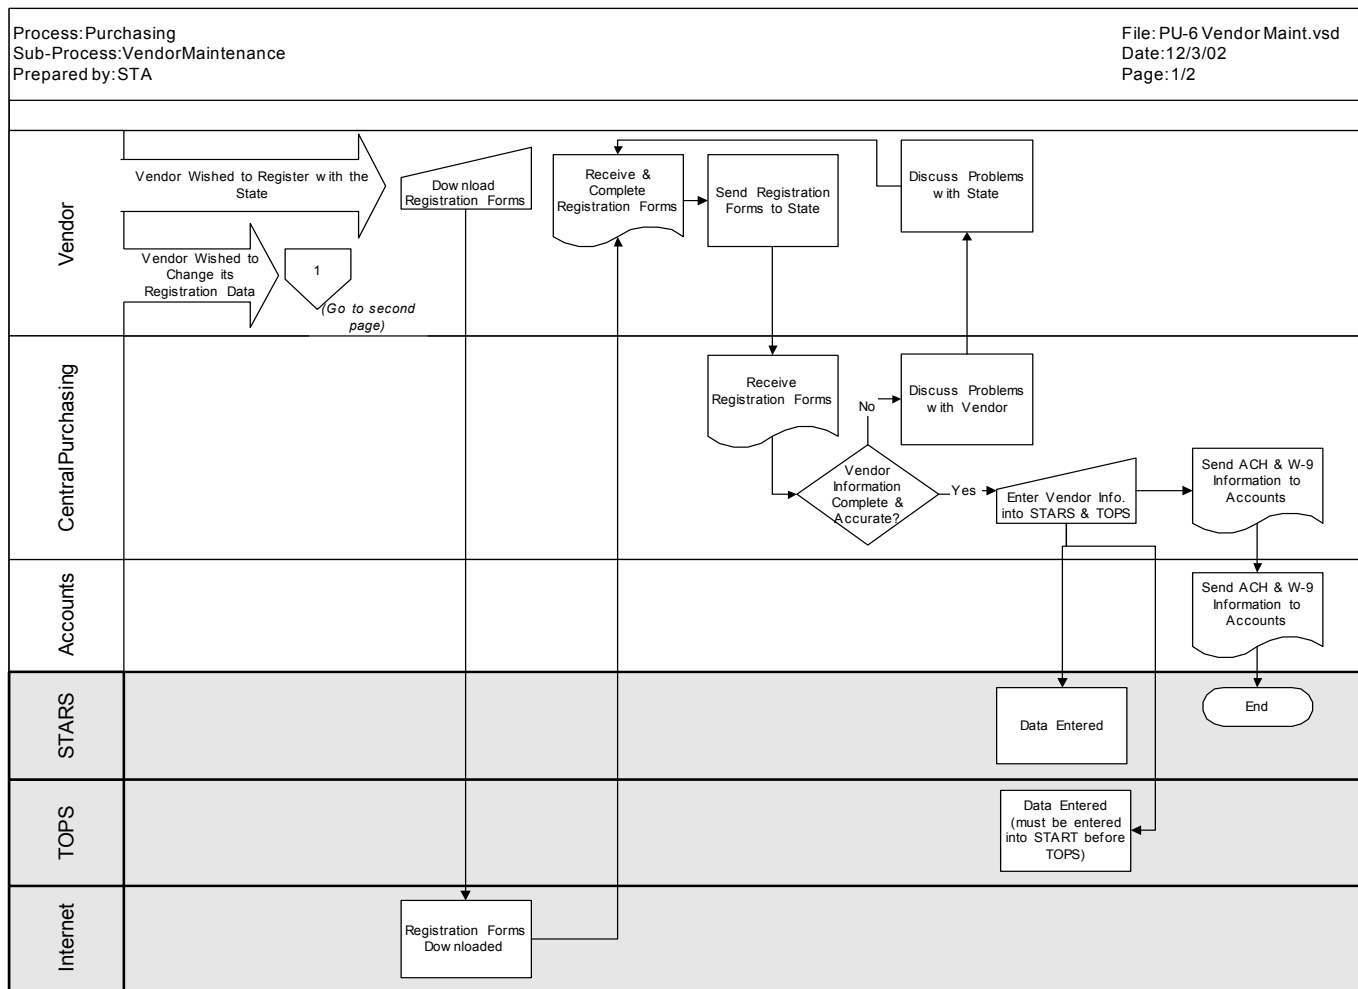 Process:Purchasing
Sub-Process:VendorMaintenance
Prepared by:STA
File: PU-6 Vendor Maint.vsd
Date:12/3/02
Page:1/2
Vendor
Vendor Wished to Register with the
State
Vendor Wished to
Change its
Registration Data
1
(Go to second
page)
Download
Registration Forms
Receive &
Complete
Registration Forms
Send Registration
Forms to State
Discuss Problems
with State
Central Purchasing
Receive
Registration Forms
No
Discuss Problems
with Vendor
Vendor
Information
Complete &
Accurate?
Yes
Enter Vendor Info.
into STARS & TOPS
Send ACH & W-9
Information to
Accounts
Accounts
Send ACH & W-9
Information to
Accounts
STARS
Data Entered
End
TOPS
Data Entered
(must be entered
into START before
TOPS)
Internet
Registration Forms
Downloaded